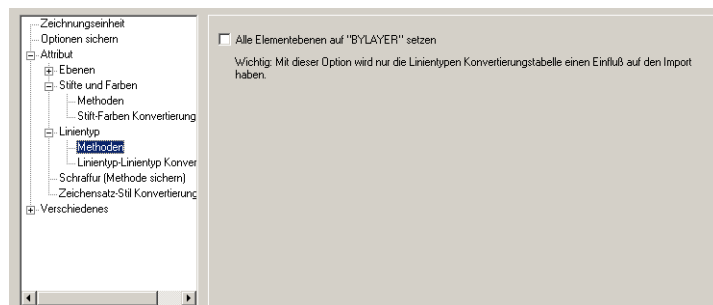 Zeichnungseinheit
Optionen sichern
Attribut
Ebenen
Stifte und Farben
Methoden
Stift-Farben Konvertierung
Linientyp
Methoden
Linientyp-Linientyp Konver
Schraffur (Methode sichern)
Zeichensatz-Stil Konvertierung
Verschiedenes
Alle Elementebenen auf "BYLAYER" setzen
Wichtig: Mit dieser Option wird nur die Linientypen Konvertierungstabelle einen Einfluß auf den Import
haben.